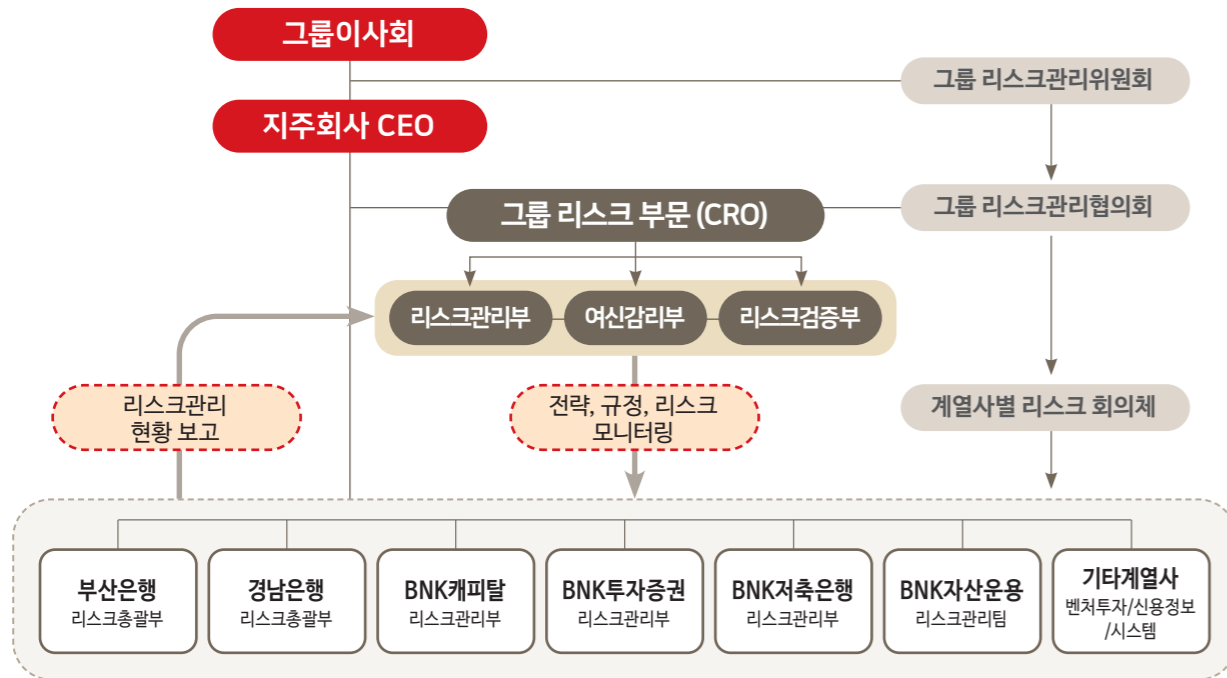 그룹이사회
그룹 리스크관리위원회
지주회사 CEO
그룹 리스크 부문 (CRO)
그룹 리스크관리협의회
리스크관리부
여신감리부
리스크검증부
리스크관리
현황 보고
전략, 규정, 리스크
모니터링
계열사별 리스크 회의체
부산은행
리스크총괄부
경남은행
리스크총괄부
BNK캐피탈
리스크관리부
BNK투자증권
리스크관리부
BNK저축은행
리스크관리부
BNK자산운용
리스크관리팀
기타계열사
벤처투자/신용정보
/시스템